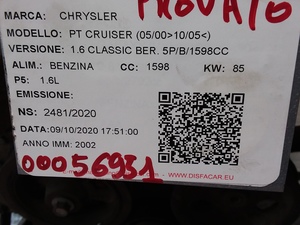 MARCA: CHRYSLER PROVATO
MODELLO: PT CRUISER (05/00>10/05<)
VERSIONE: 1.6 CLASSIC BER. 5P/B/1598CC
ALIM.: BENZINA CC: 1598 KW: 85
P5: 1.6L
EMISSIONE:
NS: 2481/2020
DATA:09/10/2020 17:51:00
ANNO IMM: 2002
00056951
WWW.DISFACAR.EU